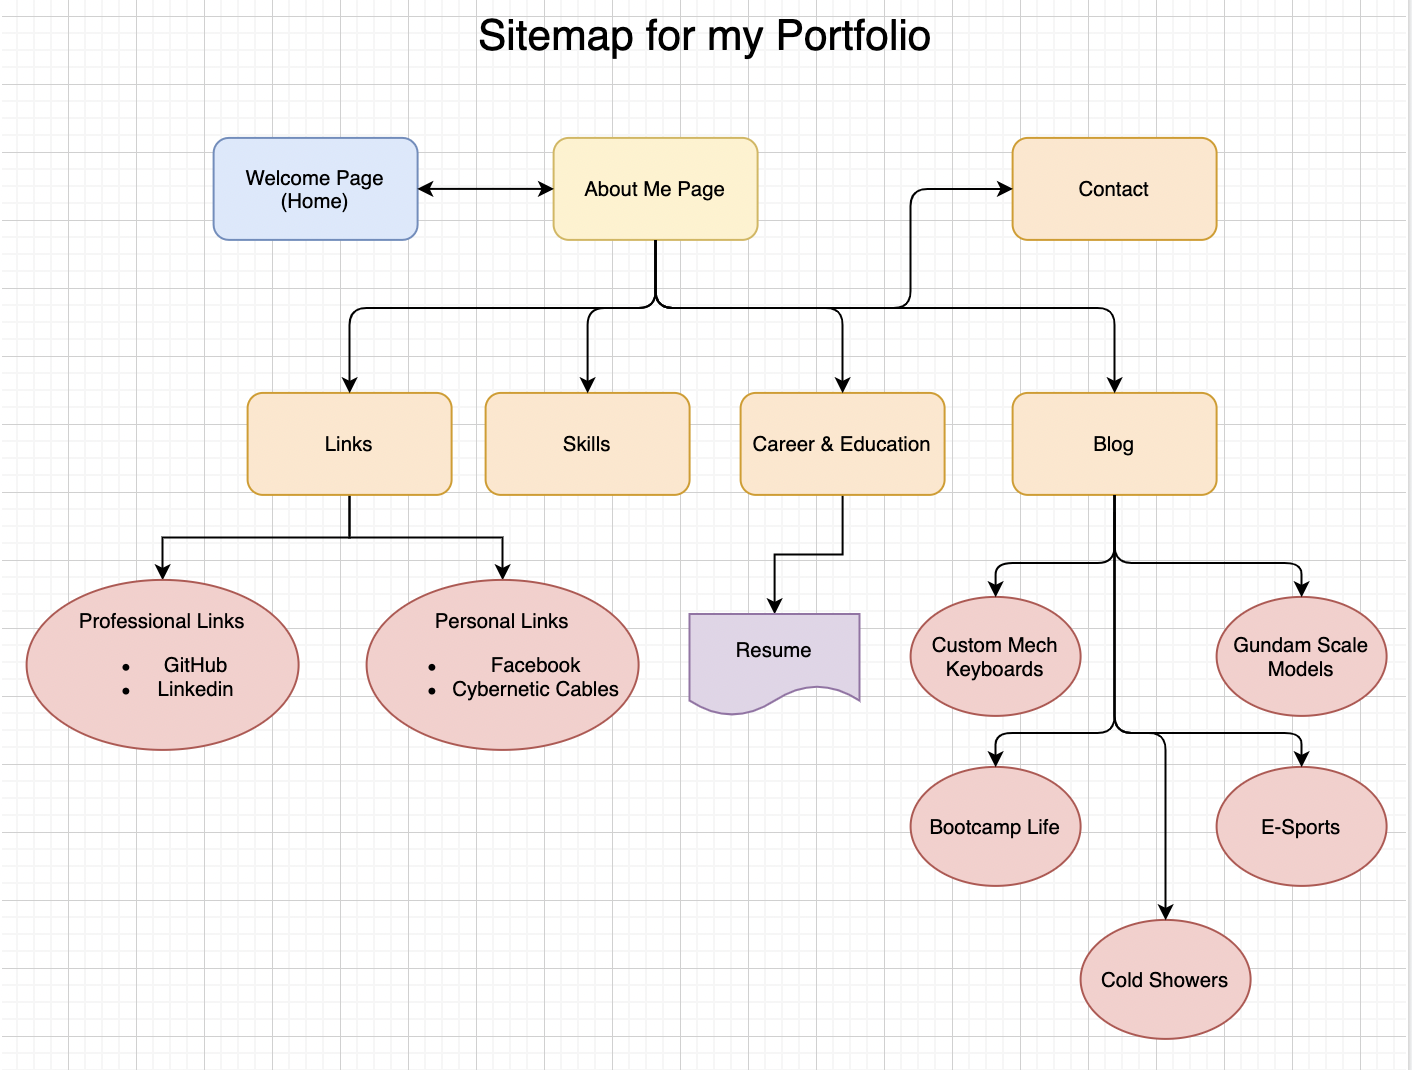 Sitemap for my Portfolio
Welcome Page
(Home)
About Me Page
Contact
Links
Skills
Career & Education
Blog
Professional Links
• GitHub
• Linkedin
Personal Links
• Facebook
• Cybernetic Cables
Resume
Custom Mech
Keyboards
Gundam Scale
Models
Bootcamp Life
E-Sports
Cold Showers